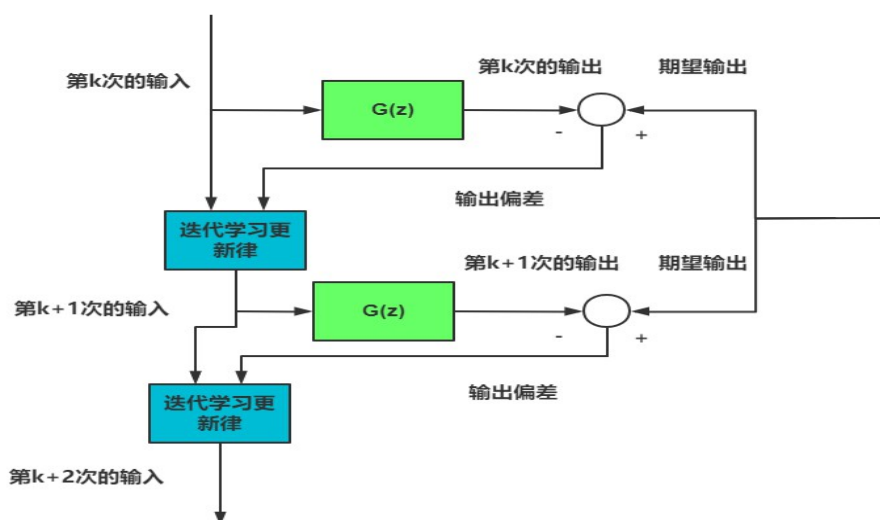 第k次的输入
第k次的输出
期望输出
G(z)
-
+
输出偏差
迭代学习更
新律
第k+1次的输出
期望输出
第k+1次的输入
G(z)
-
+
输出偏差
迭代学习更
新律
第k+2次的输入